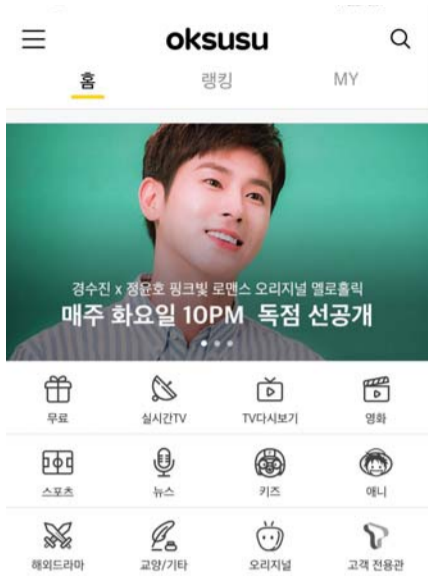 oksusu
홈 랭킹 MY
경수진 x 정윤호 핑크빛 로맨스 오리지널 멜로홀릭
매주 화요일 10PM 독점 선공개
무료 실시간TV TV다시보기 영화
스포츠 뉴스 키즈 애니
해외드라마 교양/기타 오리지널 고객 전용관